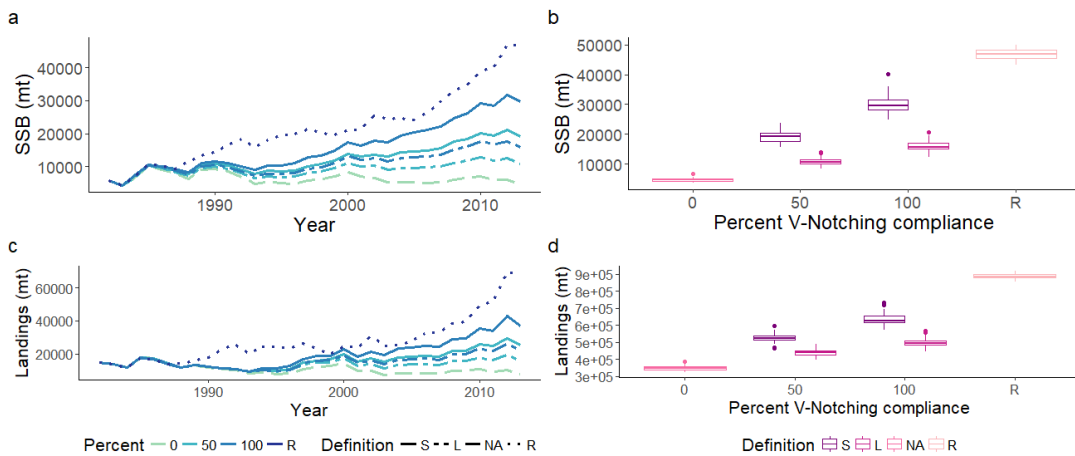 a
SSB (mt)
40000
30000
20000
10000
1990
2000
2010
Year
b
SSB (mt)
50000
40000
30000
20000
10000
0
50
100
R
Percent V-Notching compliance
c
Landings (mt)
60000
40000
20000
1990
2000
2010
Year
d
Landings (mt)
9e+05
8e+05
7e+05
6e+05
5e+05
4e+05
3e+05
0
50
100
R
Percent V-Notching compliance
Percent 0 50 100 R Definition S L NA R
Definition S L NA R